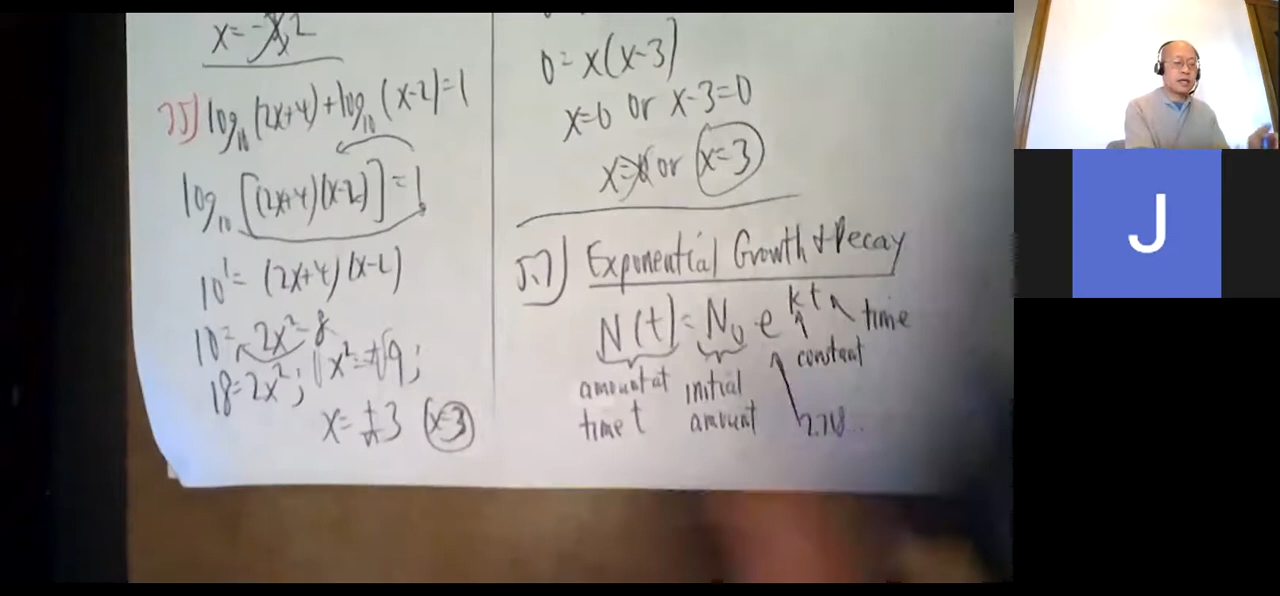 x=-x,2
35) log₁₀(2x+4)+log₁₀(x-2)=1
log₁₀[(2x+4)(x-2)]=1
10¹=(2x+4)(x-2)
10=2x²-8
18=2x²; √x²=±√9;
x=±3 x=3
0=x(x-3)
x=0 or x-3=0
x=0 or x=3
5.7) Exponential Growth & Decay
N(t)=N₀e^kt time
constant
amount at initial
time t amount 2.718...
J